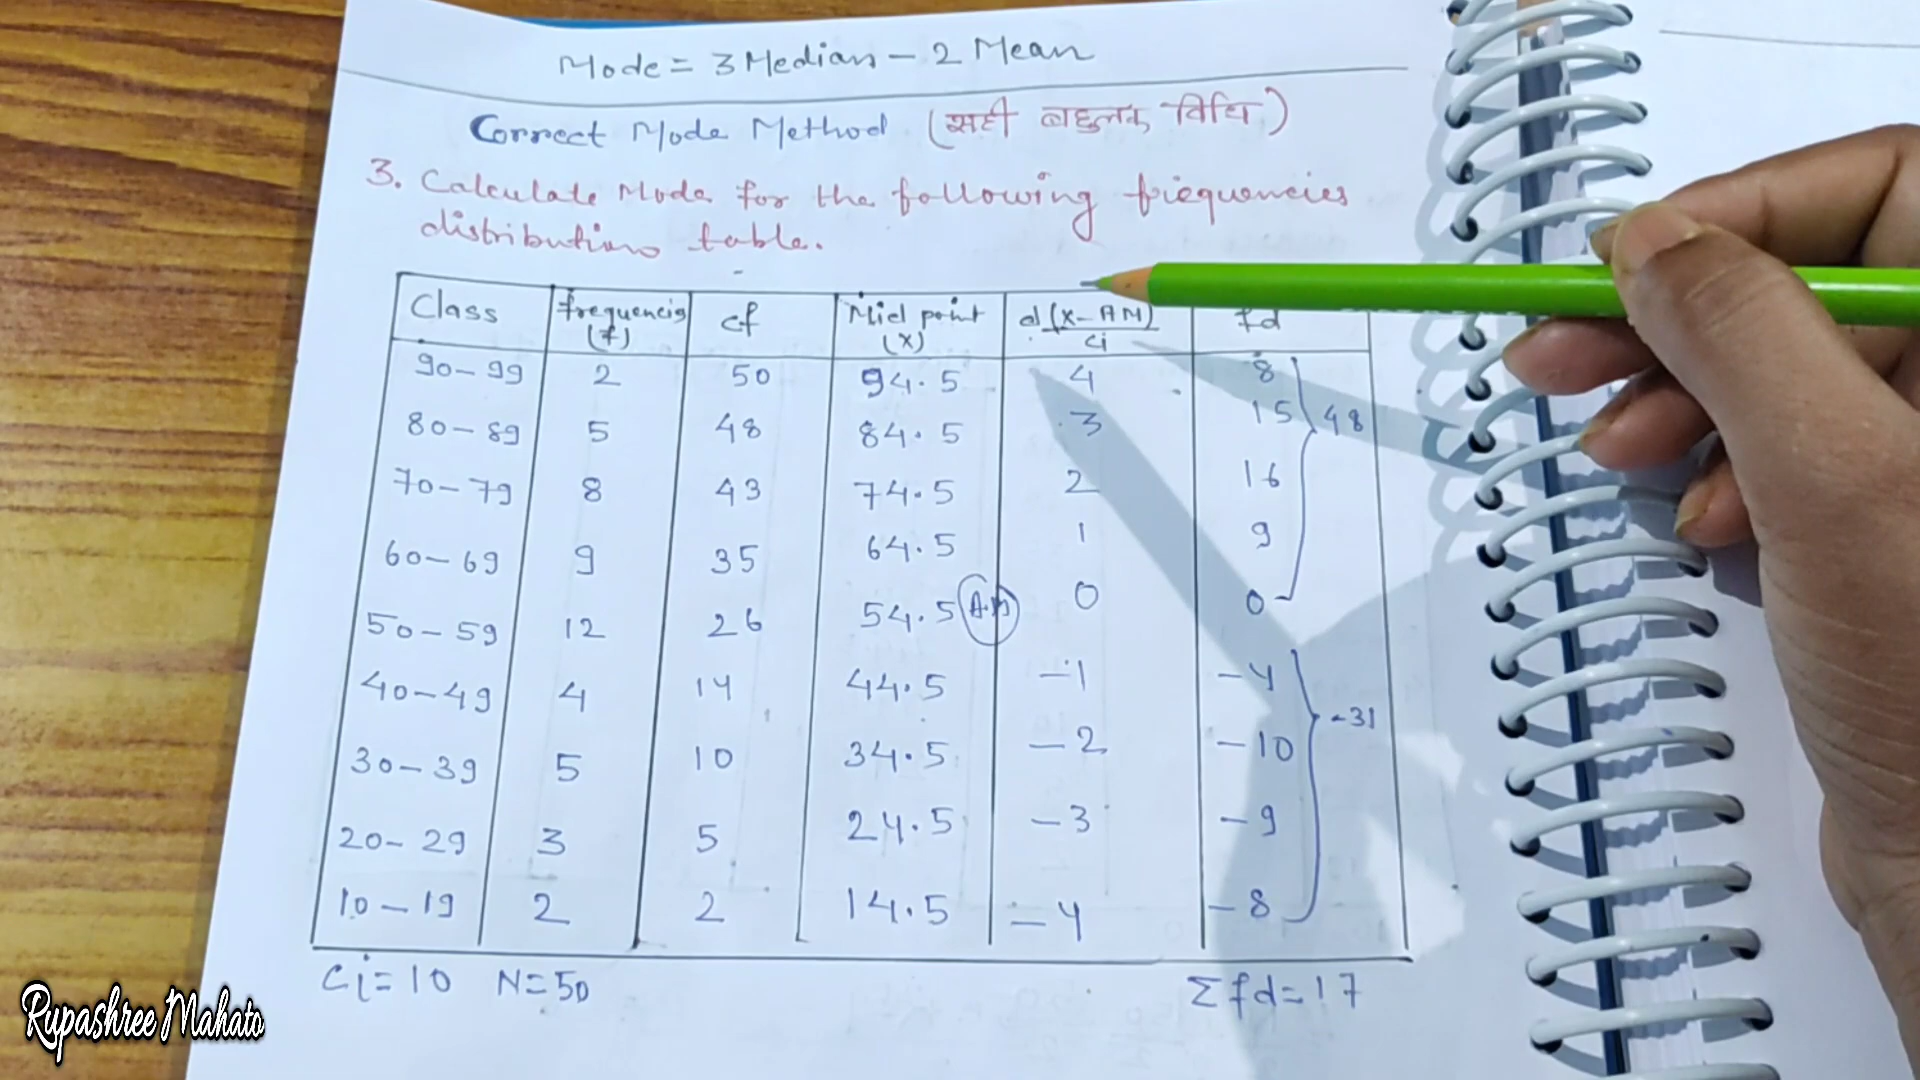 Mode = 3 Median - 2 Mean
Correct Mode Method (सही बहुलक विधि)
3. Calculate Mode for the following frequencies
distribution table.
Class frequencis (f) cf Mid point (X) d (X-AM)/ci fd
90-99 2 50 94.5 4 8
80-89 5 48 84.5 3 15 48
70-79 8 43 74.5 2 16
60-69 9 35 64.5 1 9
50-59 12 26 54.5 A.M 0 0
40-49 4 14 44.5 -1 -4
30-39 5 10 34.5 -2 -10 -31
20-29 3 5 24.5 -3 -9
10-19 2 2 14.5 -4 -8
Ci=10 N=50 Σfd=17
Rupashree Mahato